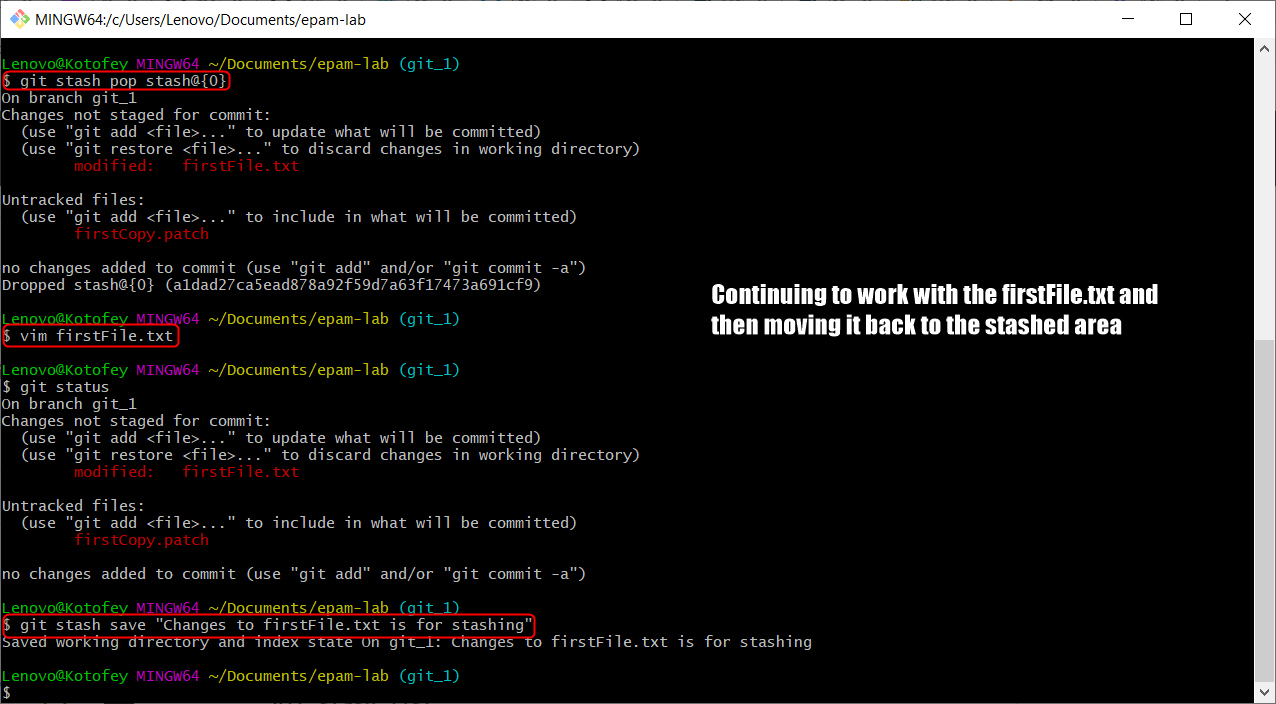 MINGW64:/c/Users/Lenovo/Documents/epam-lab
Lenovo@Kotofey MINGW64 ~/Documents/epam-lab (git_1)
$ git stash pop stash@{0}
On branch git_1
Changes not staged for commit:
  (use "git add <file>..." to update what will be committed)
  (use "git restore <file>..." to discard changes in working directory)
        modified:   firstFile.txt

Untracked files:
  (use "git add <file>..." to include in what will be committed)
        firstCopy.patch

no changes added to commit (use "git add" and/or "git commit -a")
Dropped stash@{0} (a1dad27ca5ead878a92f59d7a63f17473a691cf9)

Continuing to work with the firstFile.txt and
then moving it back to the stashed area

Lenovo@Kotofey MINGW64 ~/Documents/epam-lab (git_1)
$ vim firstFile.txt

Lenovo@Kotofey MINGW64 ~/Documents/epam-lab (git_1)
$ git status
On branch git_1
Changes not staged for commit:
  (use "git add <file>..." to update what will be committed)
  (use "git restore <file>..." to discard changes in working directory)
        modified:   firstFile.txt

Untracked files:
  (use "git add <file>..." to include in what will be committed)
        firstCopy.patch

no changes added to commit (use "git add" and/or "git commit -a")

Lenovo@Kotofey MINGW64 ~/Documents/epam-lab (git_1)
$ git stash save "Changes to firstFile.txt is for stashing"
Saved working directory and index state On git_1: Changes to firstFile.txt is for stashing

Lenovo@Kotofey MINGW64 ~/Documents/epam-lab (git_1)
$